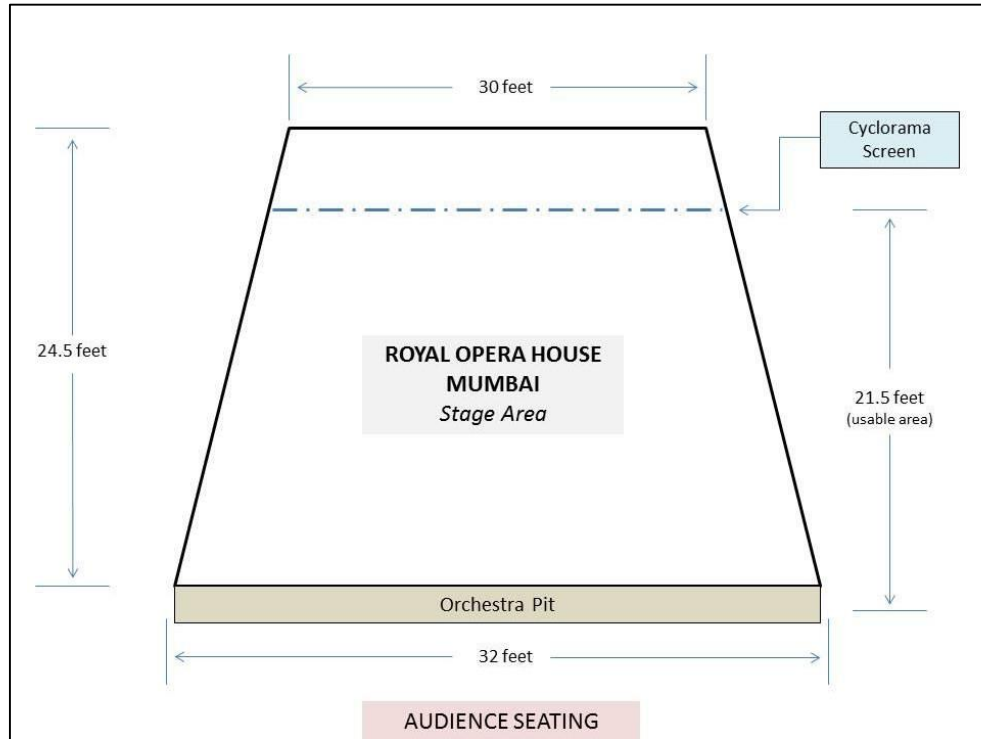 30 feet
Cyclorama
Screen
24.5 feet
ROYAL OPERA HOUSE
MUMBAI
Stage Area
21.5 feet
(usable area)
Orchestra Pit
32 feet
AUDIENCE SEATING